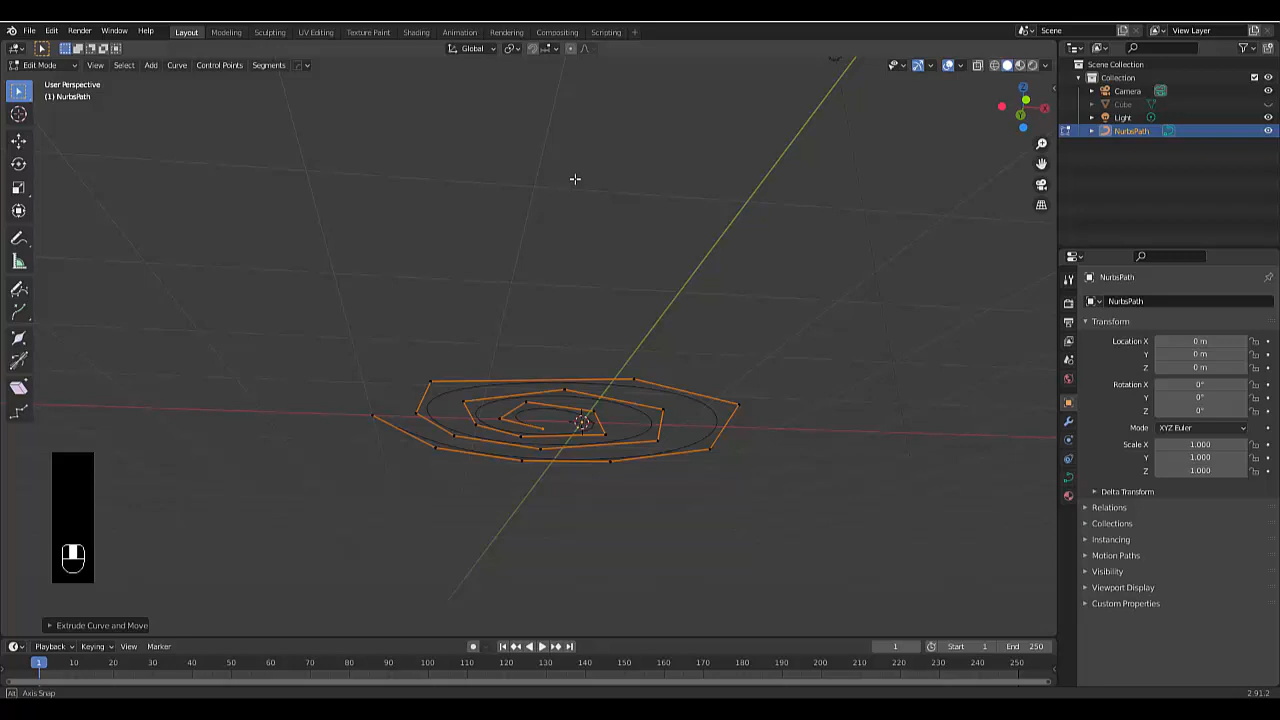 File Edit Render Window Help Layout Modeling Sculpting UV Editing Texture Paint Shading Animation Rendering Compositing Scripting Scene View Layer
Global
Edit Mode View Select Add Curve Control Points Segments
User Perspective
(1) NurbsPath
Z
X
Y
Scene Collection
Collection
Camera
Cube
Light
NurbsPath
NurbsPath
NurbsPath
Transform
Location X 0 m
Y 0 m
Z 0 m
Rotation X 0°
Y 0°
Z 0°
Mode XYZ Euler
Scale X 1.000
Y 1.000
Z 1.000
Delta Transform
Relations
Collections
Instancing
Motion Paths
Visibility
Viewport Display
Custom Properties
Extrude Curve and Move
Playback Keying View Marker 1 Start 1 End 250
1 10 20 30 40 50 60 70 80 90 100 110 120 130 140 150 160 170 180 190 200 210 220 230 240 250
Alt Axis Snap 2.91.2